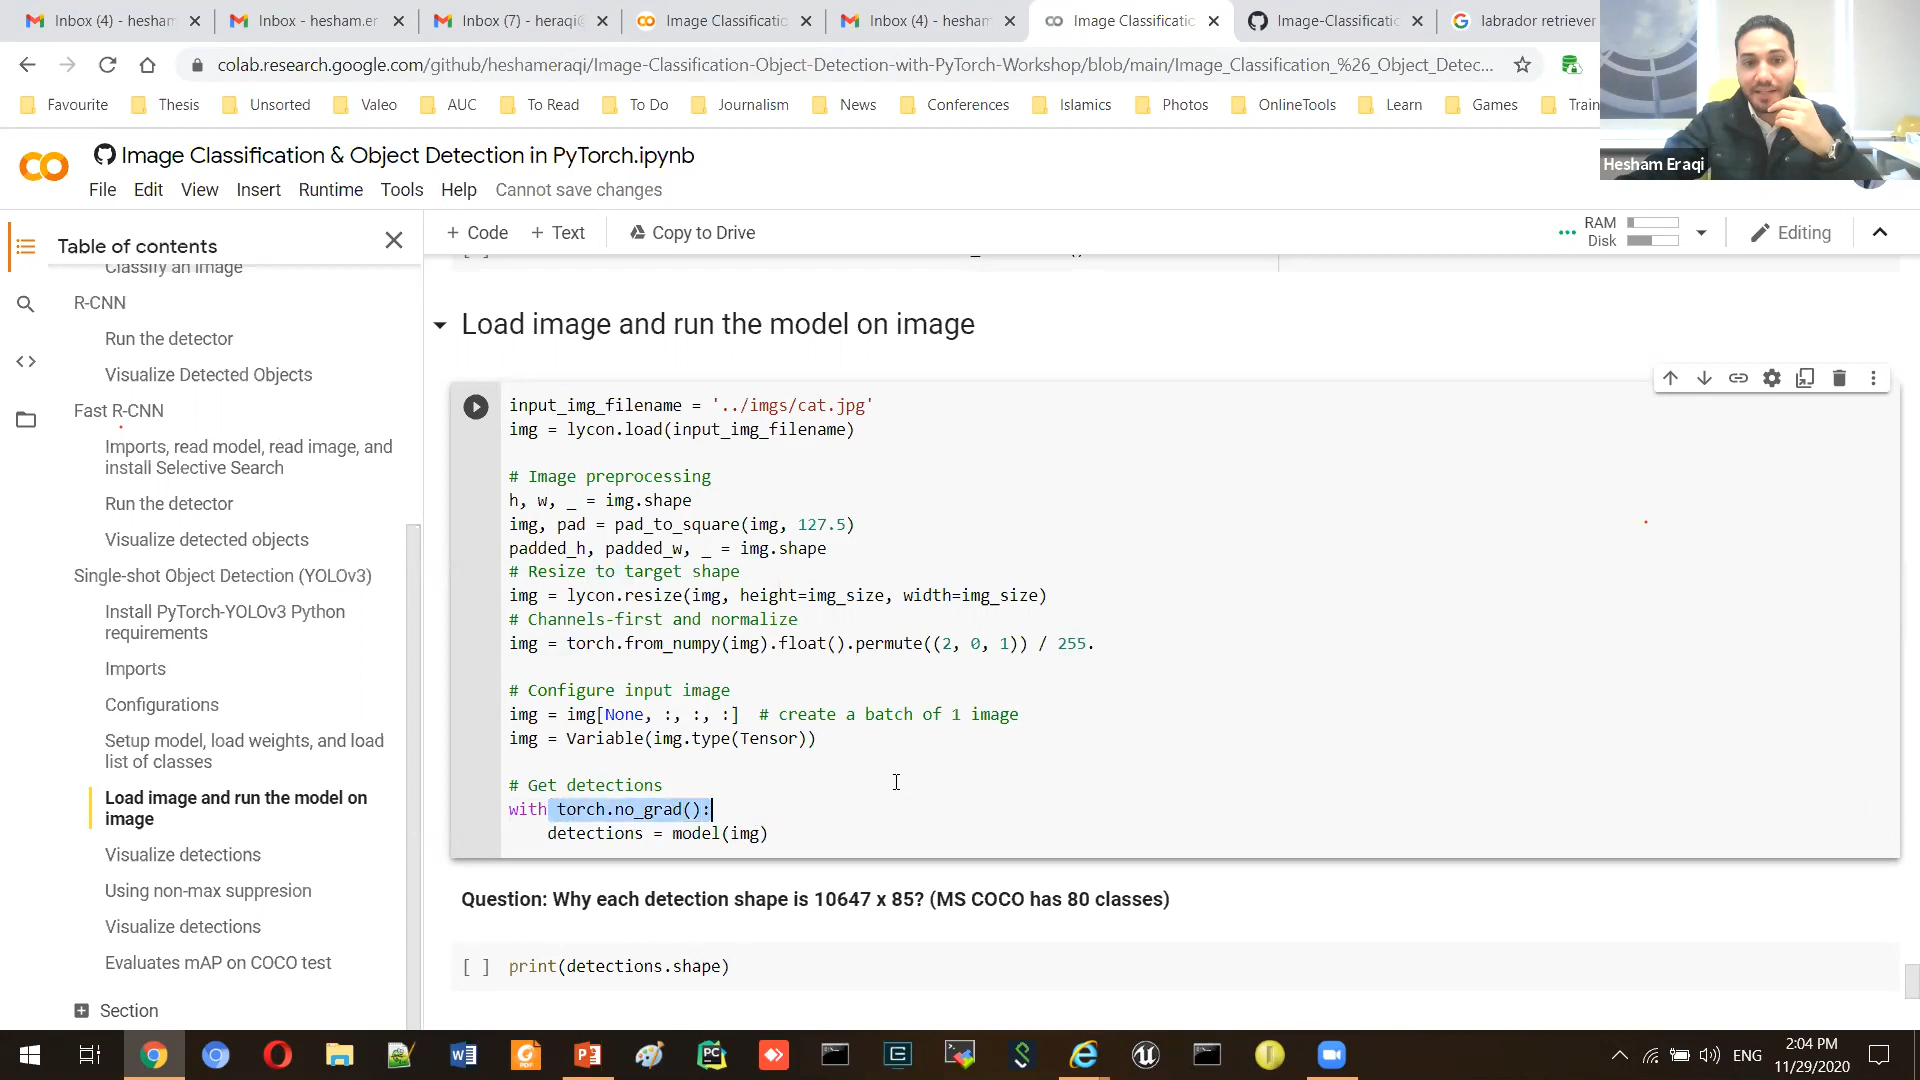 Inbox (4) - hesham
Inbox - hesham.er
Inbox (7) - heraqi@
Image Classificatic
Inbox (4) - hesham
Image Classificatic
Image-Classificatic
labrador retriever
colab.research.google.com/github/heshameraqi/Image-Classification-Object-Detection-with-PyTorch-Workshop/blob/main/Image_Classification_%26_Object_Detec...
Favourite
Thesis
Unsorted
Valeo
AUC
To Read
To Do
Journalism
News
Conferences
Islamics
Photos
OnlineTools
Learn
Games
Train
Hesham Eraqi
Image Classification & Object Detection in PyTorch.ipynb
File Edit View Insert Runtime Tools Help Cannot save changes
+ Code + Text Copy to Drive
RAM
Disk
Editing
Table of contents
Classify an image
R-CNN
Run the detector
Visualize Detected Objects
Fast R-CNN
Imports, read model, read image, and
install Selective Search
Run the detector
Visualize detected objects
Single-shot Object Detection (YOLOv3)
Install PyTorch-YOLOv3 Python
requirements
Imports
Configurations
Setup model, load weights, and load
list of classes
Load image and run the model on
image
Visualize detections
Using non-max suppresion
Visualize detections
Evaluates mAP on COCO test
Section
Load image and run the model on image
input_img_filename = '../imgs/cat.jpg'
img = lycon.load(input_img_filename)
# Image preprocessing
h, w, _ = img.shape
img, pad = pad_to_square(img, 127.5)
padded_h, padded_w, _ = img.shape
# Resize to target shape
img = lycon.resize(img, height=img_size, width=img_size)
# Channels-first and normalize
img = torch.from_numpy(img).float().permute((2, 0, 1)) / 255.
# Configure input image
img = img[None, :, :, :]  # create a batch of 1 image
img = Variable(img.type(Tensor))
# Get detections
with torch.no_grad():
detections = model(img)
Question: Why each detection shape is 10647 x 85? (MS COCO has 80 classes)
[ ] print(detections.shape)
ENG
2:04 PM
11/29/2020